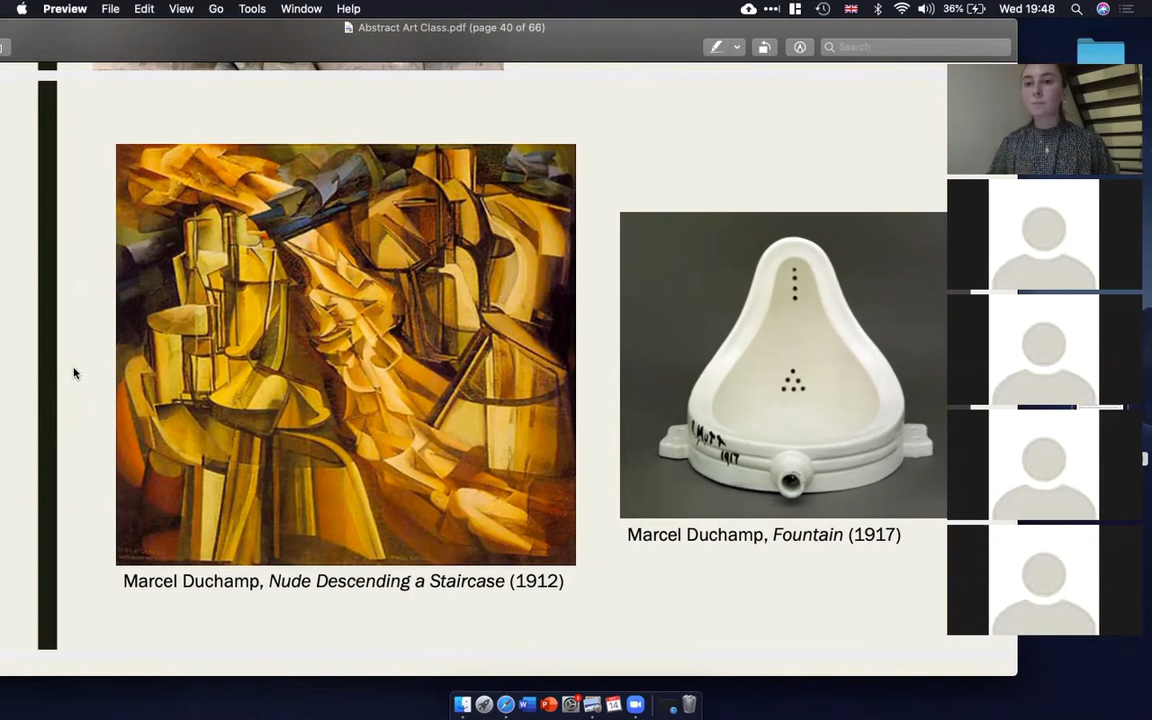 Preview File Edit View Go Tools Window Help 36% Wed 19:48
Abstract Art Class.pdf (page 40 of 66)
Search
R.MUTT
1917
Marcel Duchamp, Fountain (1917)
Marcel Duchamp, Nude Descending a Staircase (1912)
14